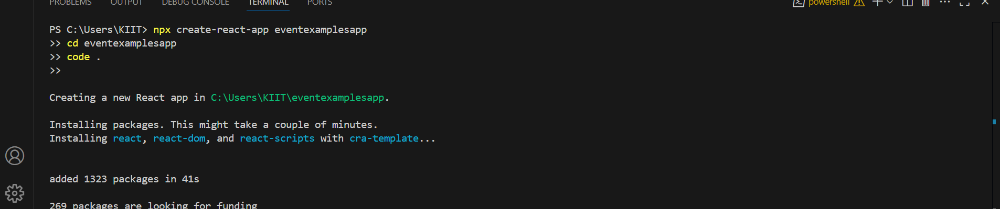 PROBLEMS OUTPUT DEBUG CONSOLE TERMINAL PORTS powershell
PS C:\Users\KIIT> npx create-react-app eventexamplesapp
>> cd eventexamplesapp
>> code .
>>
Creating a new React app in C:\Users\KIIT\eventexamplesapp.
Installing packages. This might take a couple of minutes.
Installing react, react-dom, and react-scripts with cra-template...
added 1323 packages in 41s
269 packages are looking for funding